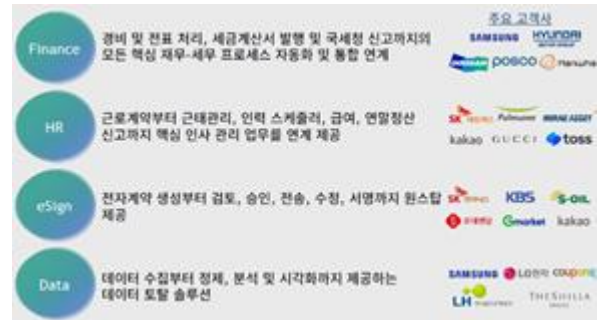 주요 고객사
Finance
경비 및 전표 처리, 세금계산서 발행 및 국세청 신고까지의
모든 핵심 재무·세무 프로세스 자동화 및 통합 연계
SAMSUNG HYUNDAI
DOOSAN posco Hanwha
HR
근로계약부터 근태관리, 인력 스케줄러, 급여, 연말정산
신고까지 핵심 인사 관리 업무를 연계 제공
SK Pulmuone MIRAE ASSET
kakao GUCCI toss
eSign
전자계약 생성부터 검토, 승인, 전송, 수정, 서명까지 원스탑
제공
SK KBS S-OIL
Gmarket kakao
Data
데이터 수집부터 정제, 분석 및 시각화까지 제공하는
데이터 토탈 솔루션
SAMSUNG LG전자 coupang
LH THE SHILLA